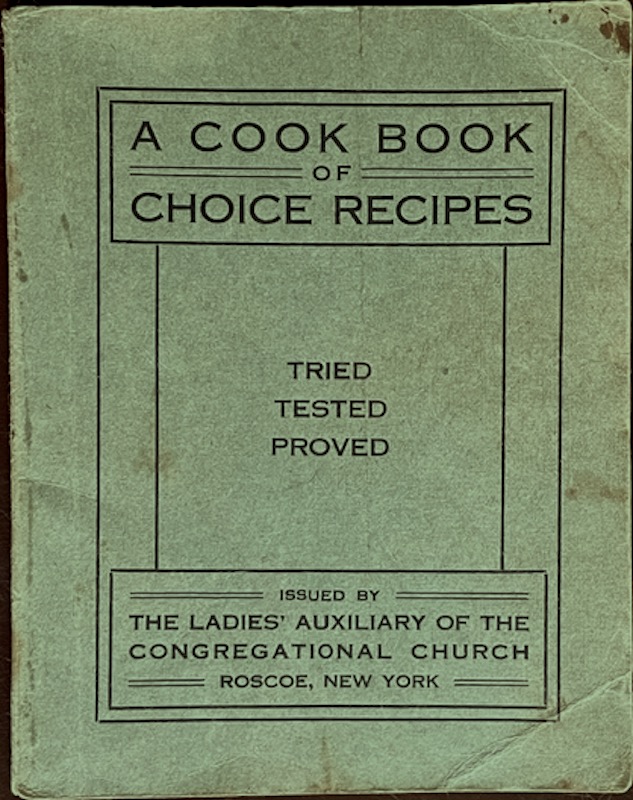 A COOK BOOK
OF
CHOICE RECIPES
TRIED
TESTED
PROVED
ISSUED BY
THE LADIES' AUXILIARY OF THE
CONGREGATIONAL CHURCH
ROSCOE, NEW YORK